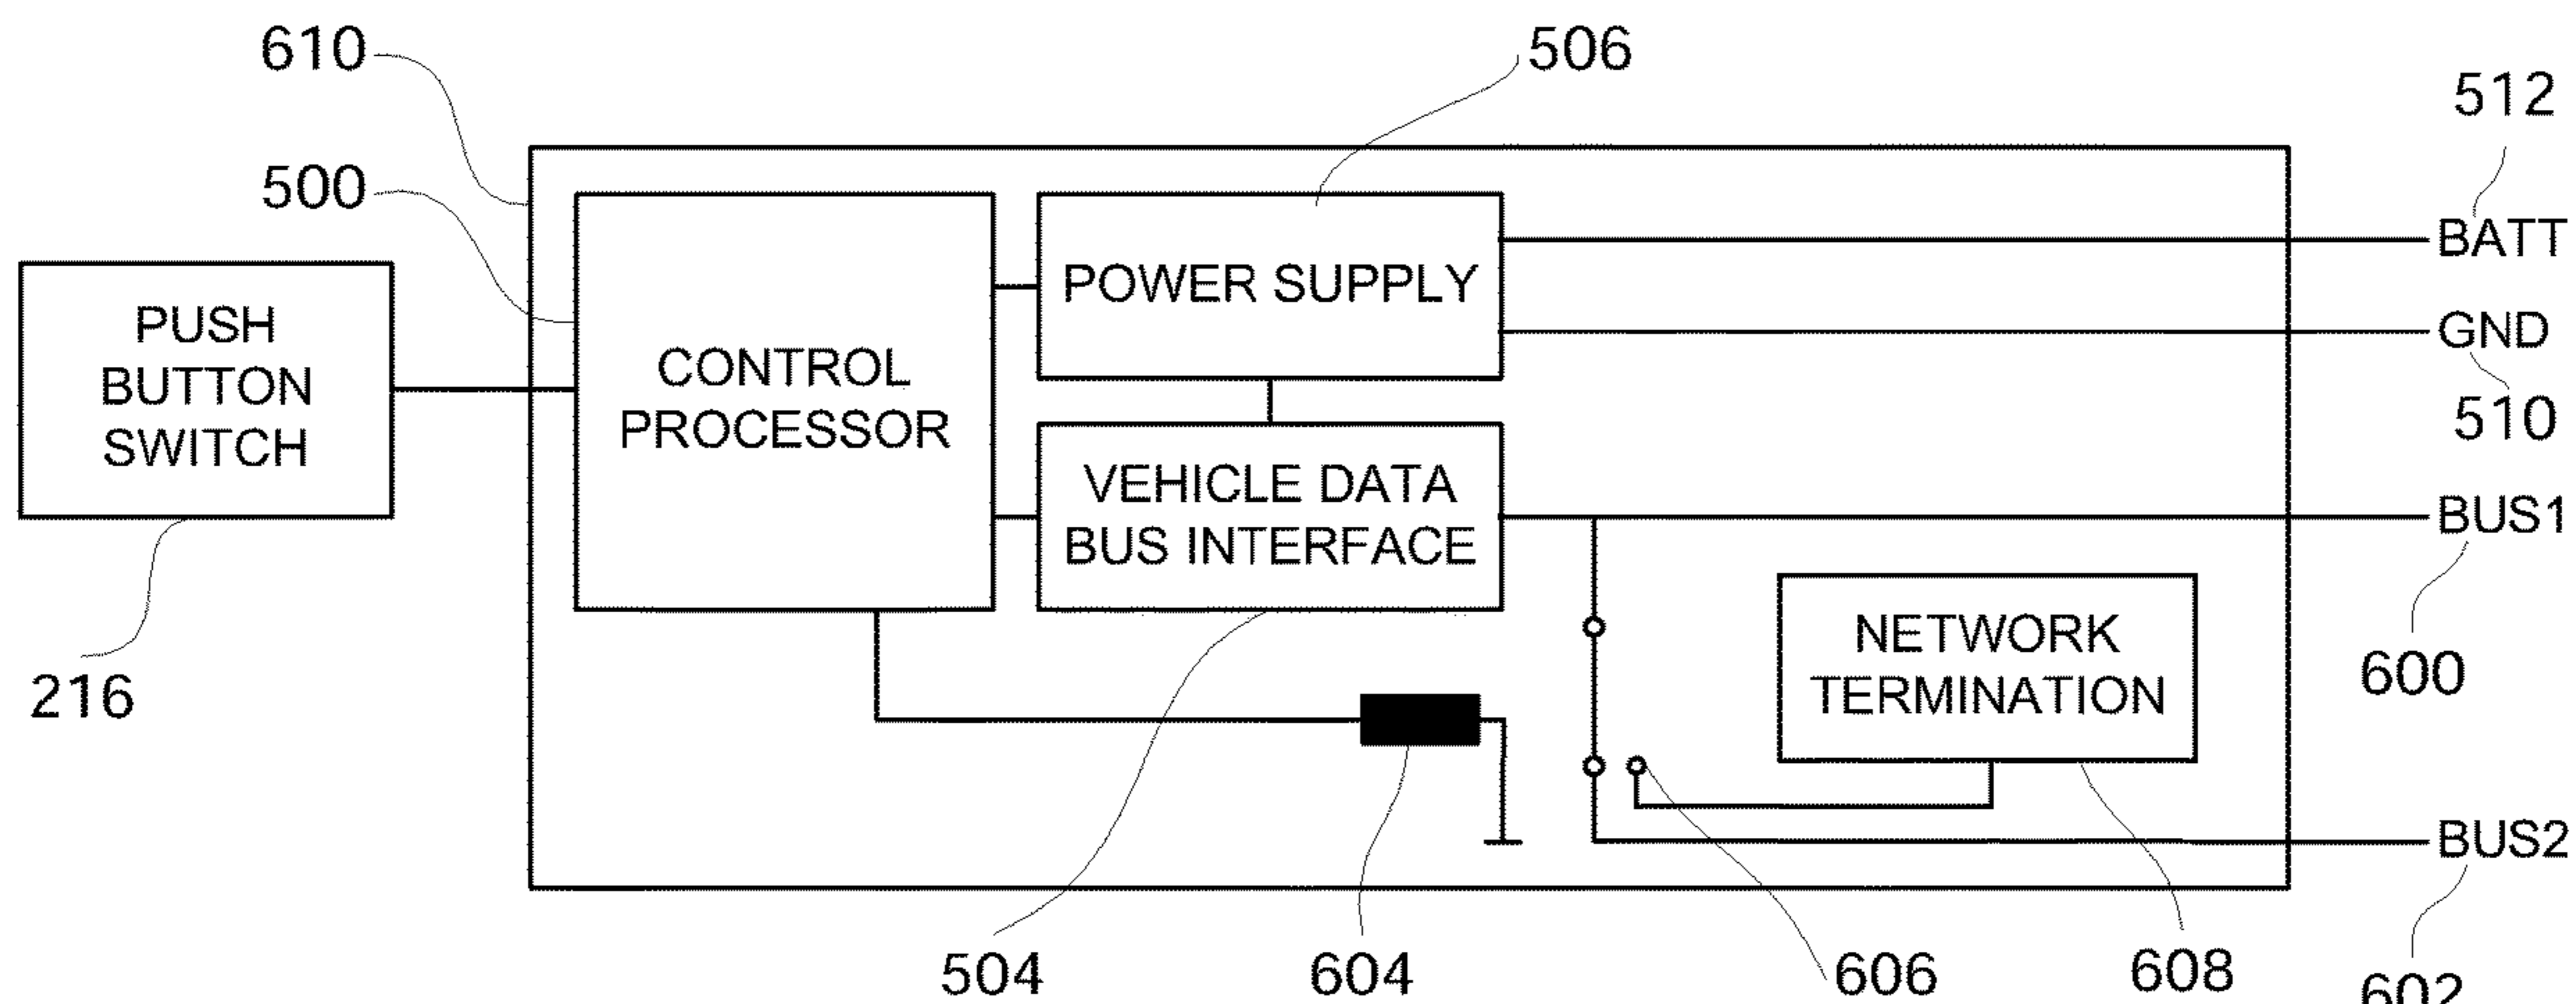 610
506
512
500
BATT
PUSH
BUTTON
SWITCH
CONTROL
PROCESSOR
POWER SUPPLY
GND
510
VEHICLE DATA
BUS INTERFACE
BUS1
600
NETWORK
TERMINATION
216
BUS2
504
604
606
608
602